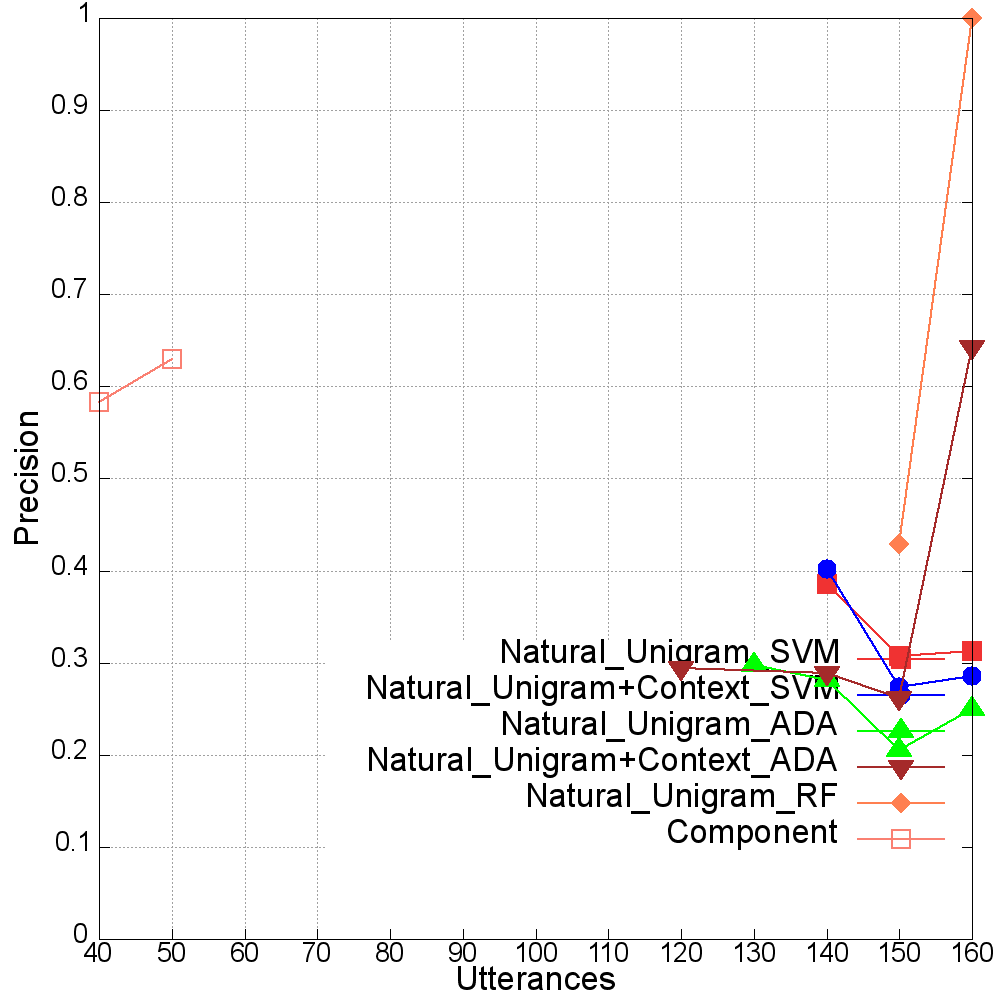 1
0.9
0.8
0.7
0.6
0.5
0.4
0.3
0.2
0.1
0
Precision
Natural_Unigram_SVM
Natural_Unigram+Context_SVM
Natural_Unigram_ADA
Natural_Unigram+Context_ADA
Natural_Unigram_RF
Component
40 50 60 70 80 90 100 110 120 130 140 150 160
Utterances